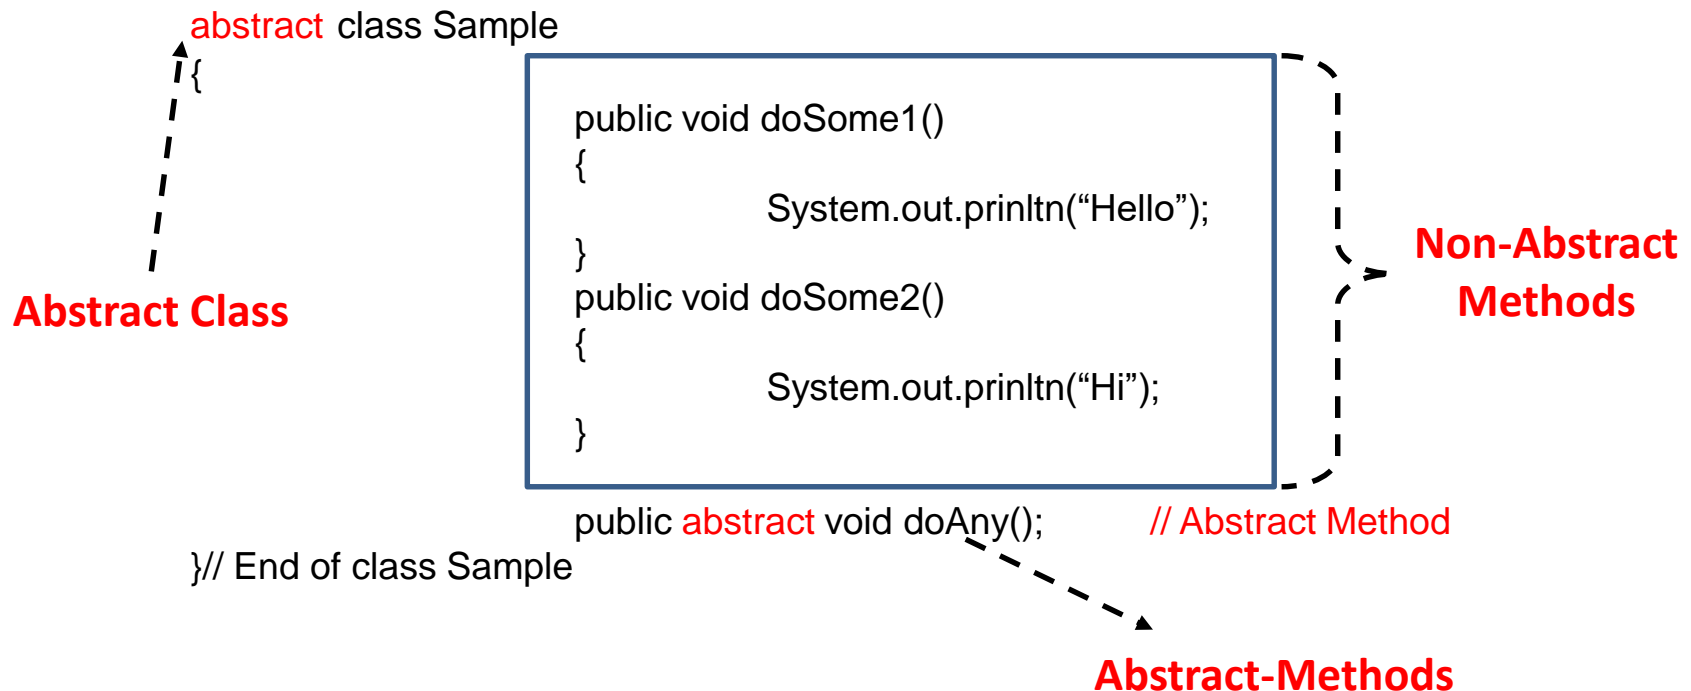 abstract class Sample
{
public void doSome1()
{
System.out.prinltn(“Hello”);
}
public void doSome2()
{
System.out.prinltn(“Hi”);
}
public abstract void doAny(); // Abstract Method
}// End of class Sample
Abstract Class
Non-Abstract
Methods
Abstract-Methods